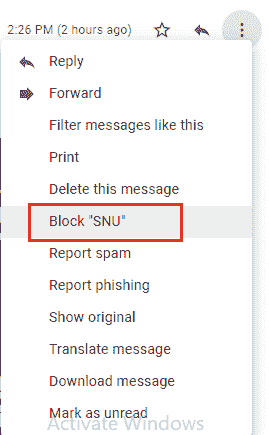 2:26 PM (2 hours ago)
Reply
Forward
Filter messages like this
Print
Delete this message
Block "SNU"
Report spam
Report phishing
Show original
Translate message
Download message
Activate Windows
Mark as unread